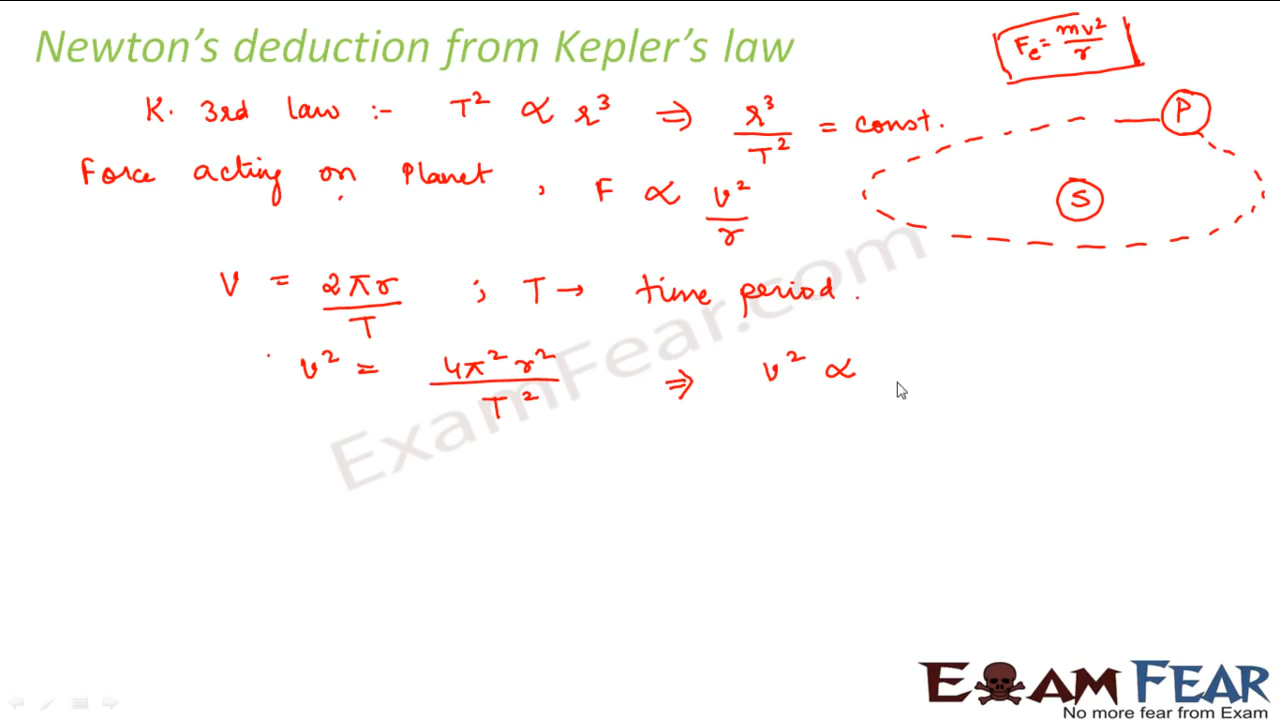 Newton's deduction from Kepler's law
F_c = mv²/r
K. 3rd law :- T² ∝ r³ ⇒ r³/T² = const.
P
Force acting on Planet , F ∝ v²/r
S
V = 2πr/T ; T → time period.
v² = 4π²r²/T² ⇒ v² ∝
ExamFear.com
EXAM FEAR
No more fear from Exam